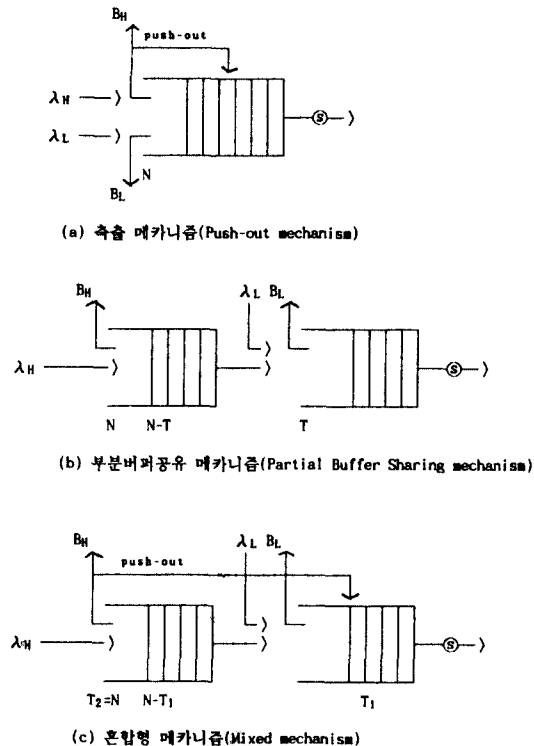 B_H
push-out
λ_H
λ_L
S
N
B_L
(a) 축출 메카니즘(Push-out mechanism)
B_H λ_L B_L
λ_H
S
N N-T T
(b) 부분버퍼공유 메카니즘(Partial Buffer Sharing mechanism)
B_H push-out λ_L B_L
λ_H
S
T₂=N N-T₁ T₁
(c) 혼합형 메카니즘(Mixed mechanism)